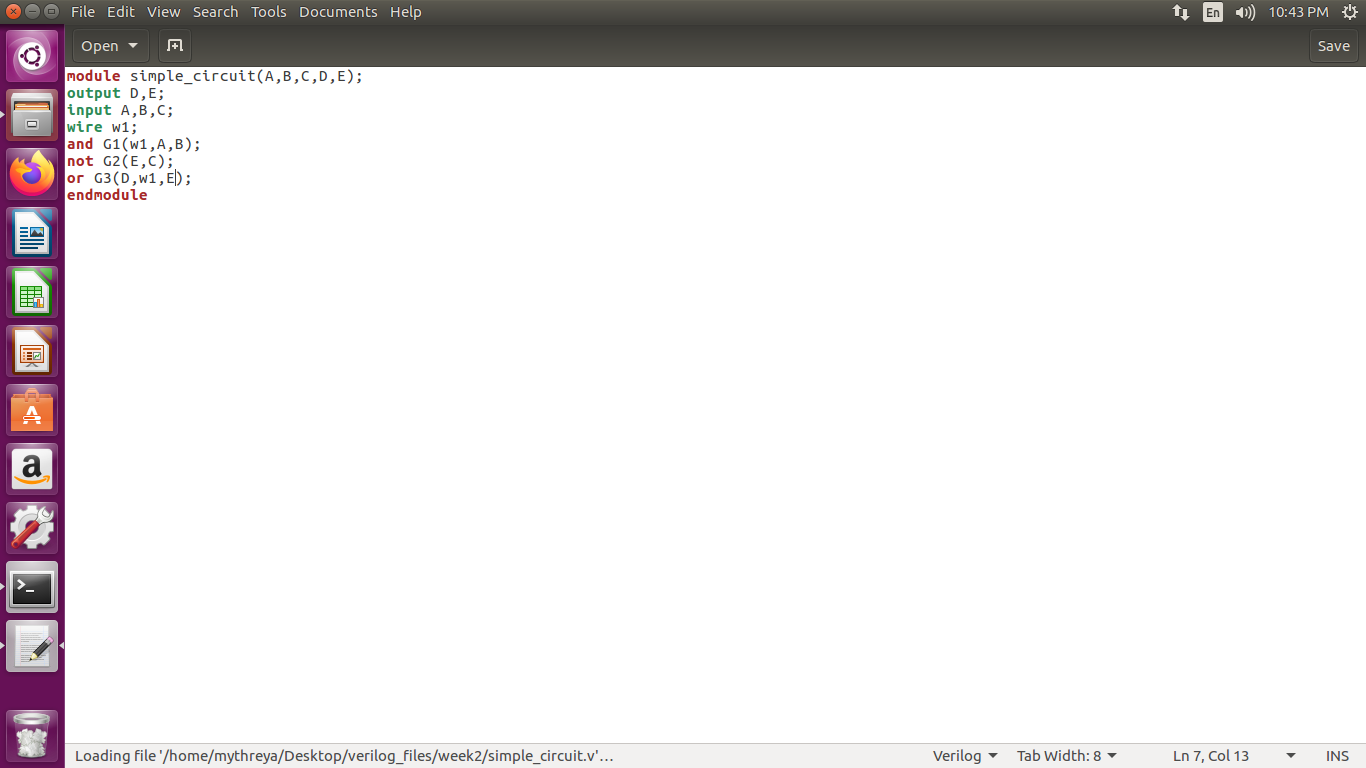 File Edit View Search Tools Documents Help En 10:43 PM
Open Save
module simple_circuit(A,B,C,D,E);
output D,E;
input A,B,C;
wire w1;
and G1(w1,A,B);
not G2(E,C);
or G3(D,w1,E);
endmodule
Loading file '/home/mythreya/Desktop/verilog_files/week2/simple_circuit.v'… Verilog Tab Width: 8 Ln 7, Col 13 INS